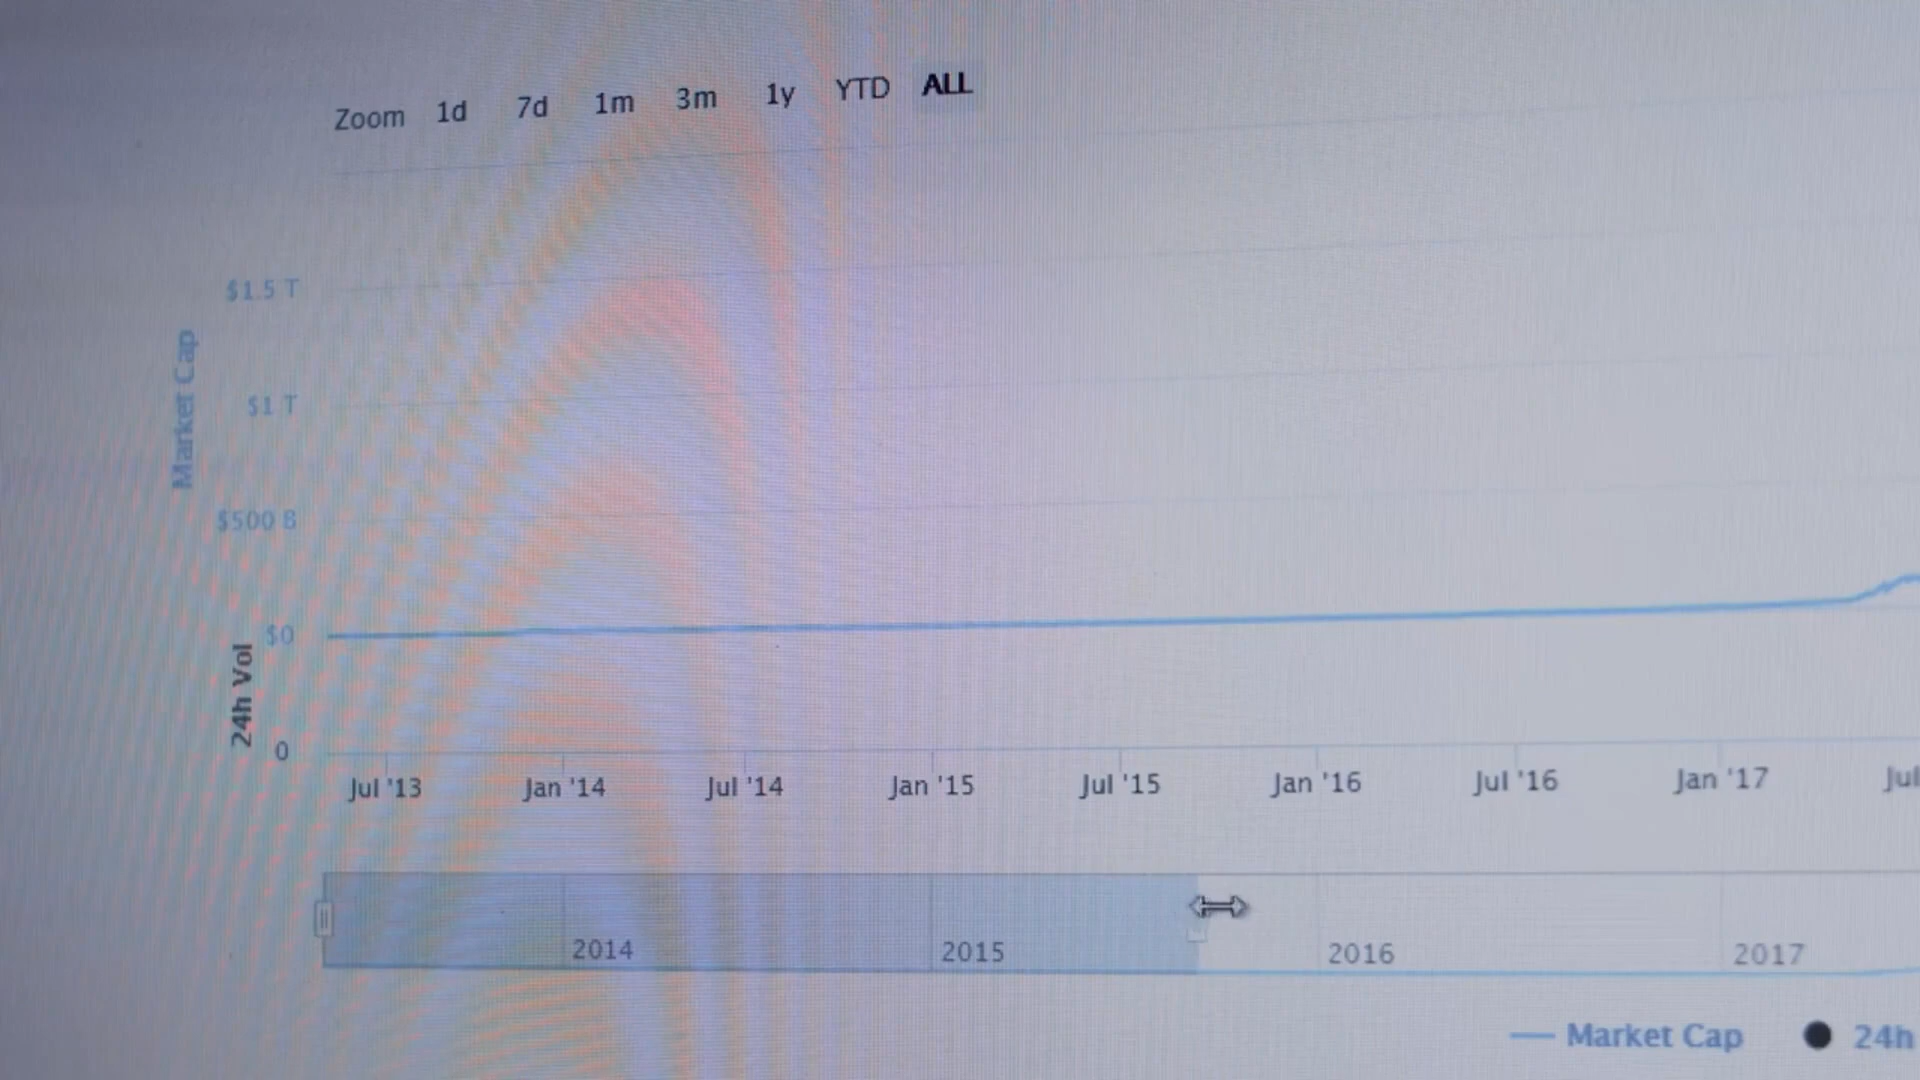 Zoom 1d 7d 1m 3m 1y YTD ALL
$1.5 T
Market Cap
$1 T
$500 B
$0
24h Vol
0
Jul '13 Jan '14 Jul '14 Jan '15 Jul '15 Jan '16 Jul '16 Jan '17 Jul
2014 2015 2016 2017
Market Cap 24h